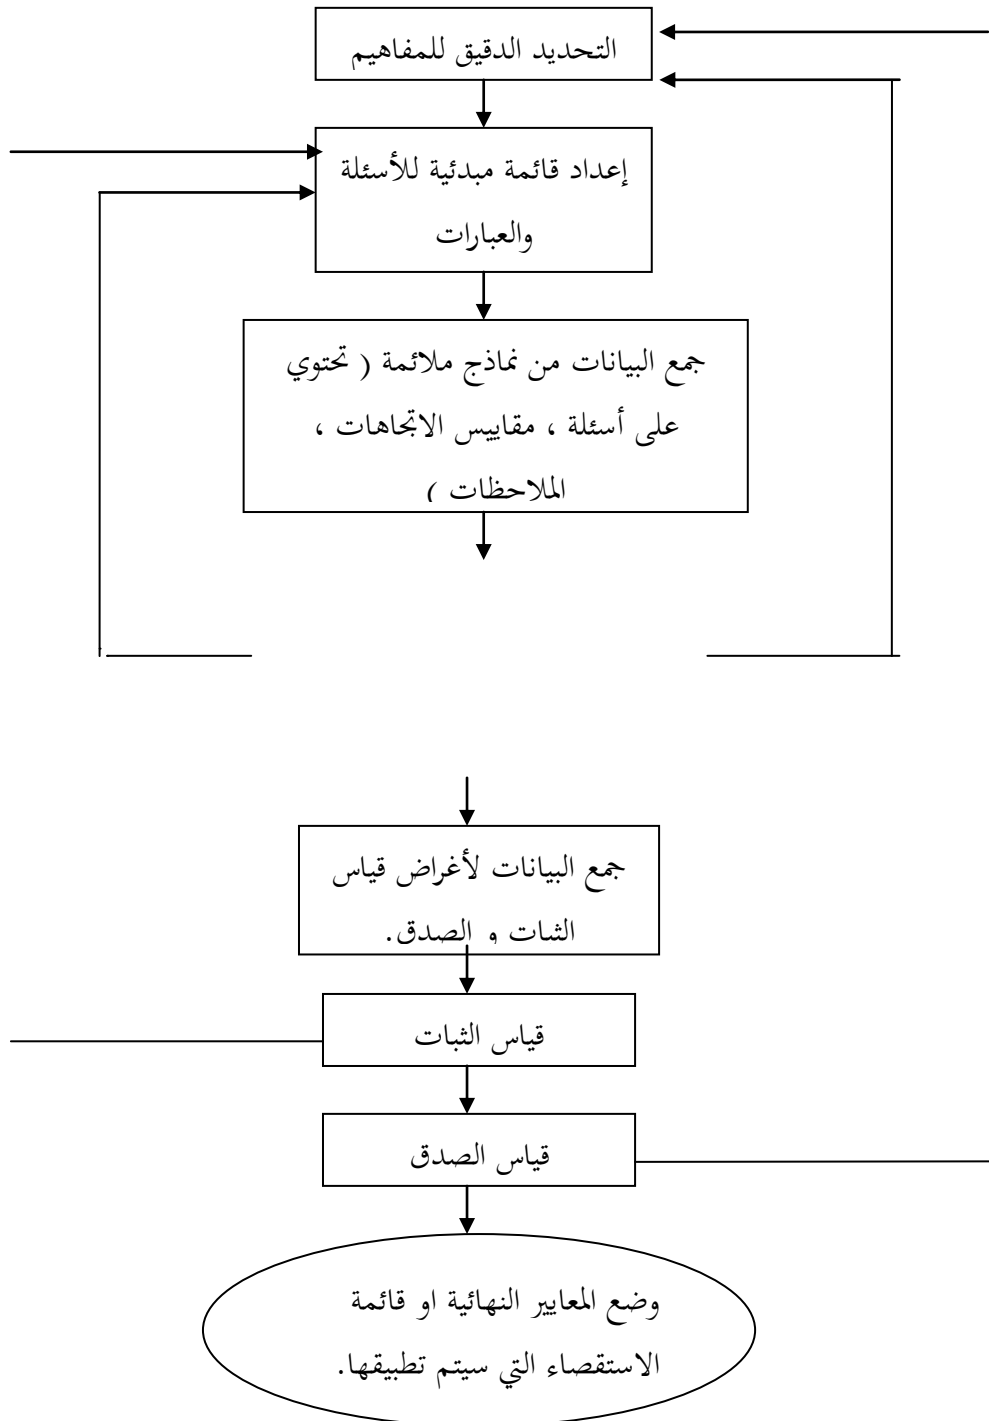 التحديد الدقيق للمفاهيم
إعداد قائمة مبدئية للأسئلة
والعبارات
جمع البيانات من نماذج ملائمة ( تحتوي
على أسئلة ، مقاييس الاتجاهات ،
الملاحظات )
جمع البيانات لأغراض قياس
الثبات و الصدق.
قياس الثبات
قياس الصدق
وضع المعايير النهائية او قائمة
الاستقصاء التي سيتم تطبيقها.